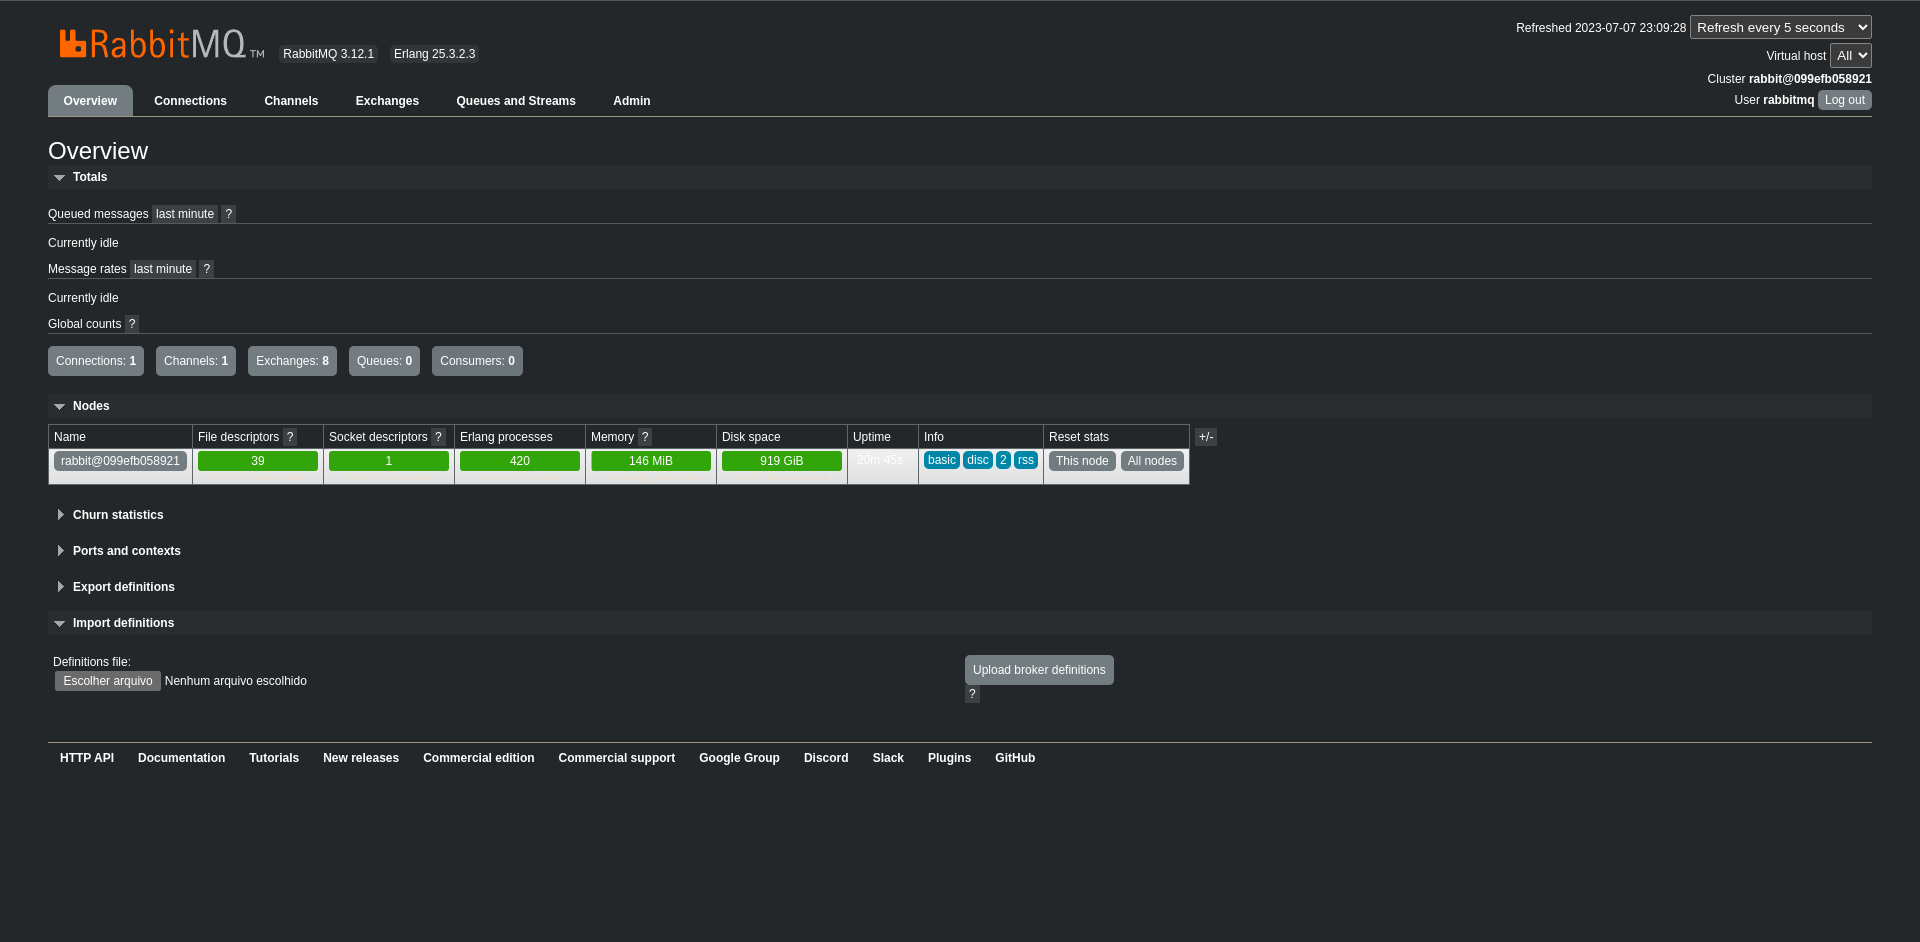 RabbitMQ TM RabbitMQ 3.12.1 Erlang 25.3.2.3
Refreshed 2023-07-07 23:09:28 Refresh every 5 seconds
Virtual host All
Cluster rabbit@099efb058921
User rabbitmq Log out
Overview Connections Channels Exchanges Queues and Streams Admin
Overview
Totals
Queued messages last minute ?
Currently idle
Message rates last minute ?
Currently idle
Global counts ?
Connections: 1 Channels: 1 Exchanges: 8 Queues: 0 Consumers: 0
Nodes
Name File descriptors ? Socket descriptors ? Erlang processes Memory ? Disk space Uptime Info Reset stats +/-
rabbit@099efb058921 39 1 420 146 MiB 919 GiB 20m 45s basic disc 2 rss This node All nodes
Churn statistics
Ports and contexts
Export definitions
Import definitions
Definitions file:
Escolher arquivo Nenhum arquivo escolhido
Upload broker definitions
?
HTTP API Documentation Tutorials New releases Commercial edition Commercial support Google Group Discord Slack Plugins GitHub